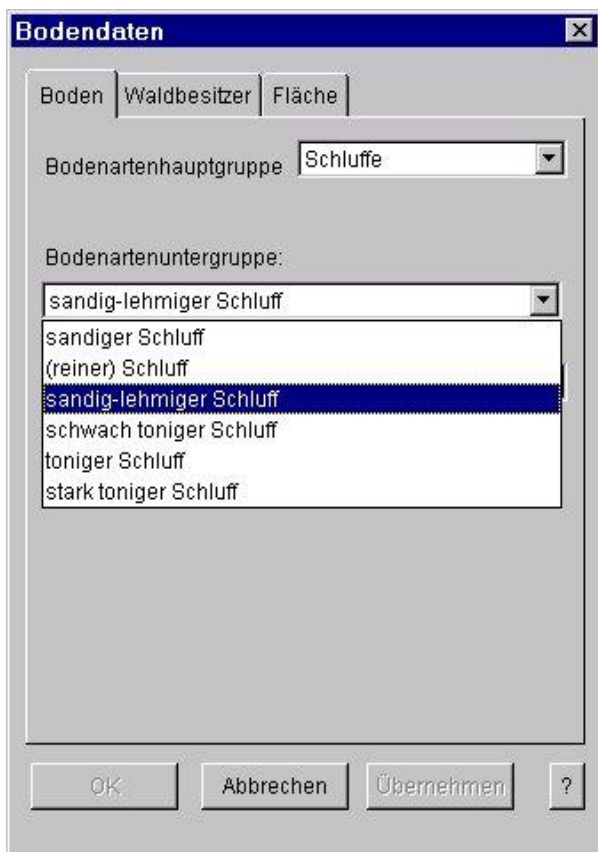 Bodendaten
Boden Waldbesitzer Fläche
Bodenartenhauptgruppe Schluffe
Bodenartenuntergruppe:
sandig-lehmiger Schluff
sandiger Schluff
(reiner) Schluff
sandig-lehmiger Schluff
schwach toniger Schluff
toniger Schluff
stark toniger Schluff
OK Abbrechen Übernehmen ?